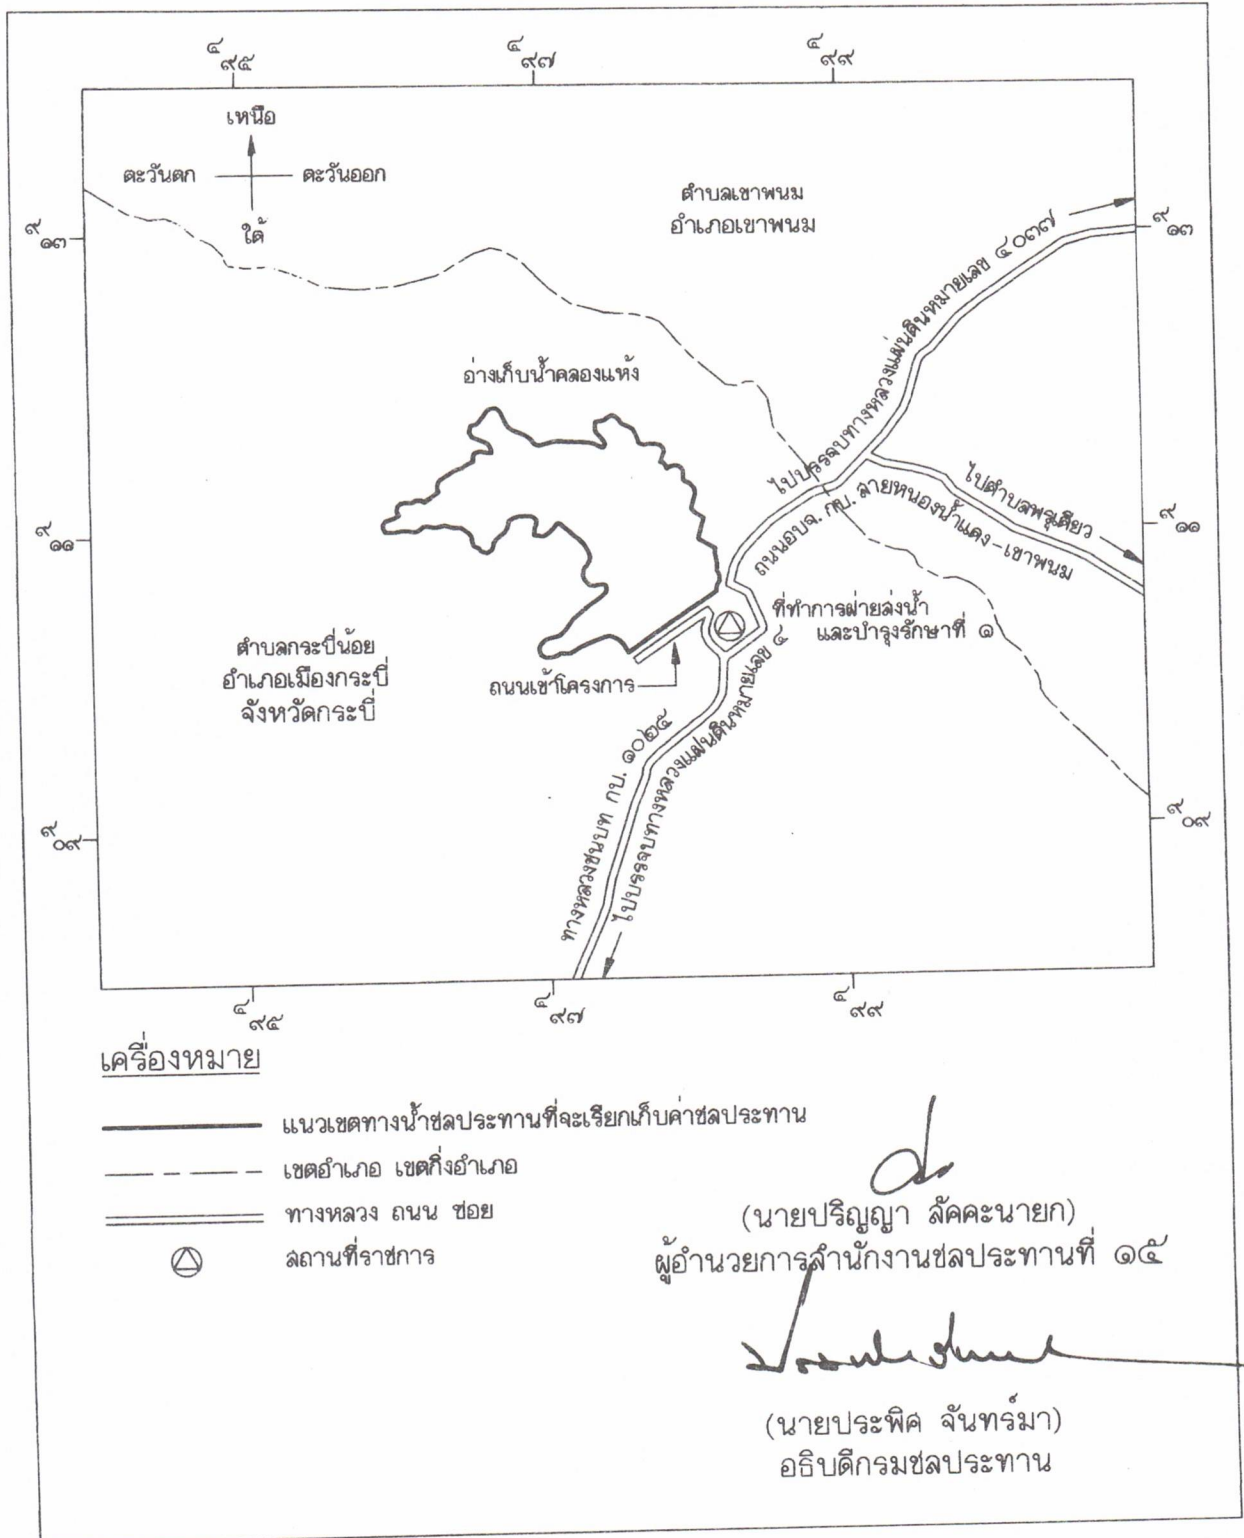 ๔๙๕
๔๙๗
๔๙๙
เหนือ
ตะวันตก
ตะวันออก
ใต้
๙๑๓
๙๑๓
ตำบลเขาพนม
อำเภอเขาพนม
ไปบรรจบทางหลวงแผ่นดินหมายเลข ๔๐๓๗
อ่างเก็บน้ำคลองแห้ง
ไปตำบลพรุเตียว
ถนนอบจ. กบ. สายหนองน้ำแดง-เขาพนม
๙๑๑
๙๑๑
ที่ทำการฝ่ายส่งน้ำ
และบำรุงรักษาที่ ๑
ตำบลกระบี่น้อย
อำเภอเมืองกระบี่
จังหวัดกระบี่
ถนนเข้าโครงการ
ทางหลวงชนบท กบ. ๑๐๒๕
ไปบรรจบทางหลวงแผ่นดินหมายเลข ๔
๙๐๙
๙๐๙
๔๙๕
๔๙๗
๔๙๙
เครื่องหมาย
แนวเขตทางน้ำชลประทานที่จะเรียกเก็บค่าชลประทาน
เขตอำเภอ เขตกิ่งอำเภอ
ทางหลวง ถนน ซอย
สถานที่ราชการ
(นายปริญญา สัคคะนายก)
ผู้อำนวยการสำนักงานชลประทานที่ ๑๕
(นายประพิศ จันทร์มา)
อธิบดีกรมชลประทาน